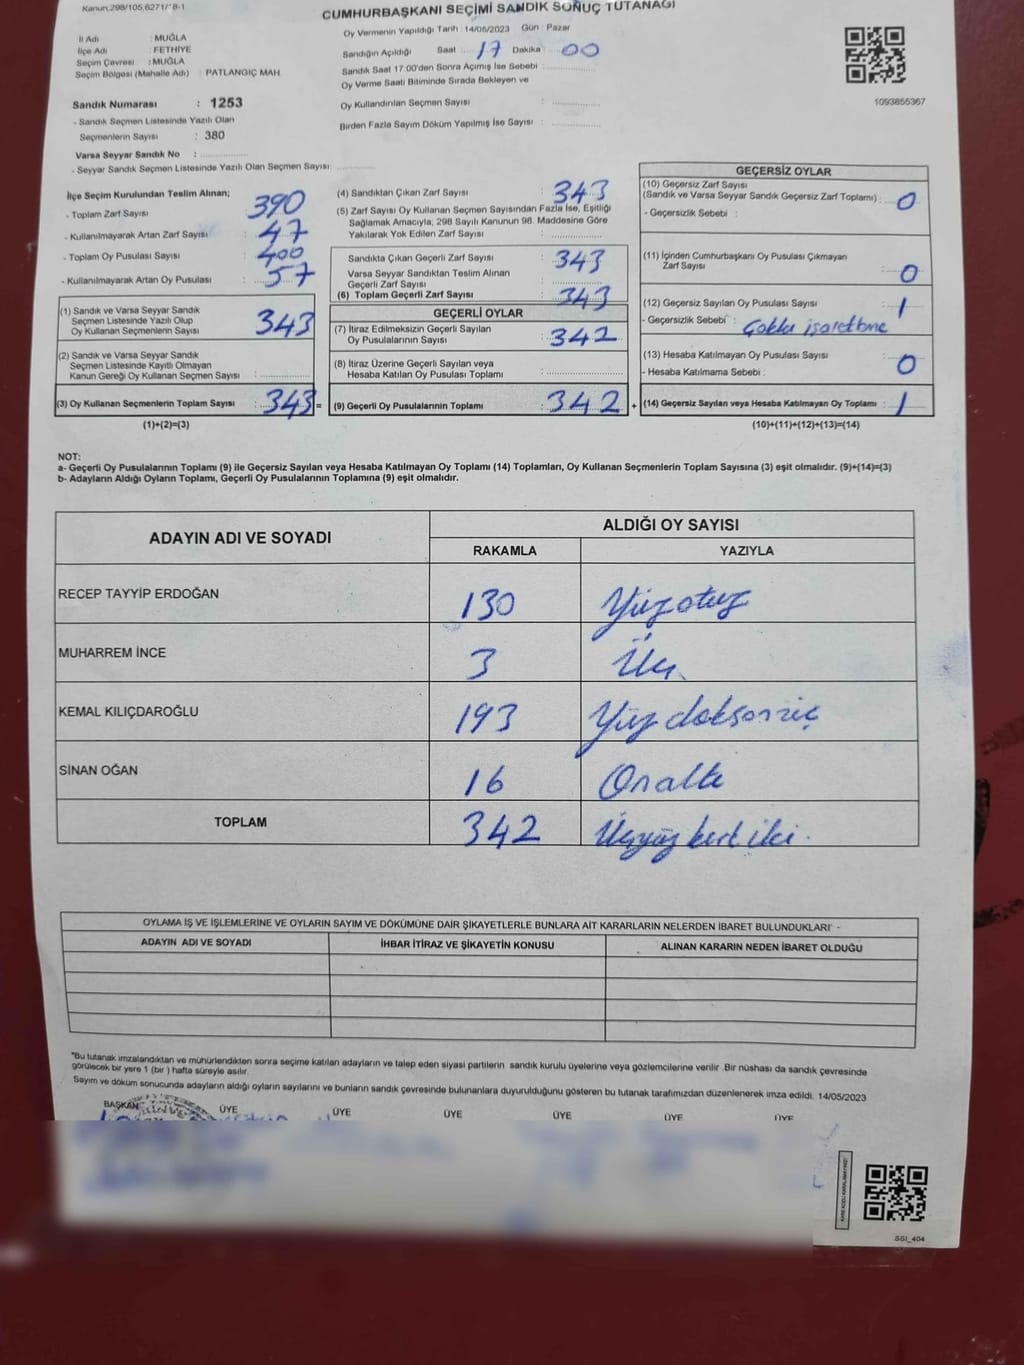 Kanun.298/105,6271/18-1
CUMHURBAŞKANI SEÇİMİ SANDIK SONUÇ TUTANAĞI
İl Adı : MUĞLA
İlçe Adı : FETHİYE
Seçim Çevresi : MUĞLA
Seçim Bölgesi (Mahalle Adı) : PATLANGIÇ MAH
Sandık Numarası : 1253
- Sandık Seçmen Listesinde Yazılı Olan
Seçmenlerin Sayısı : 380
Varsa Seyyar Sandık No :
- Seyyar Sandık Seçmen Listesinde Yazılı Olan Seçmen Sayısı:
Oy Vermenin Yapıldığı Tarih : 14/05/2023 Gün : Pazar
Sandığın Açıldığı Saat 17 Dakika 00
Sandık Saat 17.00'den Sonra Açımış İse Sebebi :
Oy Verme Saati Bitiminde Sırada Bekleyen ve
Oy Kullandırılan Seçmen Sayısı :
Birden Fazla Sayım Döküm Yapılmış İse Sayısı :
1093855367
İlçe Seçim Kurulundan Teslim Alınan;
- Toplam Zarf Sayısı : 390
- Kullanılmayarak Artan Zarf Sayısı : 47
- Toplam Oy Pusulası Sayısı : 400
- Kullanılmayarak Artan Oy Pusulası : 57
(1) Sandık ve Varsa Seyyar Sandık
Seçmen Listesinde Yazılı Olup
Oy Kullanan Seçmenlerin Sayısı : 343
(2) Sandık ve Varsa Seyyar Sandık
Seçmen Listesinde Kayıtlı Olmayan
Kanun Gereği Oy Kullanan Seçmen Sayısı :
(3) Oy Kullanan Seçmenlerin Toplam Sayısı : 343 =
(1)+(2)=(3)
(4) Sandıktan Çıkan Zarf Sayısı : 343
(5) Zarf Sayısı Oy Kullanan Seçmen Sayısından Fazla İse, Eşitliği
Sağlamak Amacıyla; 298 Sayılı Kanunun 98. Maddesine Göre
Yakılarak Yok Edilen Zarf Sayısı :
Sandıkta Çıkan Geçerli Zarf Sayısı : 343
Varsa Seyyar Sandıktan Teslim Alınan
Geçerli Zarf Sayısı :
(6) Toplam Geçerli Zarf Sayısı : 343
GEÇERLİ OYLAR
(7) İtiraz Edilmeksizin Geçerli Sayılan
Oy Pusulalarının Sayısı : 342
(8) İtiraz Üzerine Geçerli Sayılan veya
Hesaba Katılan Oy Pusulası Toplamı :
(9) Geçerli Oy Pusulalarının Toplamı : 342 +
GEÇERSİZ OYLAR
(10) Geçersiz Zarf Sayısı
(Sandık ve Varsa Seyyar Sandık Geçersiz Zarf Toplamı) : 0
- Geçersizlik Sebebi :
(11) İçinden Cumhurbaşkanı Oy Pusulası Çıkmayan
Zarf Sayısı : 0
(12) Geçersiz Sayılan Oy Pusulası Sayısı : 1
- Geçersizlik Sebebi : Çoklu işaretleme
(13) Hesaba Katılmayan Oy Pusulası Sayısı : 0
- Hesaba Katılmama Sebebi :
(14) Geçersiz Sayılan veya Hesaba Katılmayan Oy Toplamı : 1
(10)+(11)+(12)+(13)=(14)
NOT:
a- Geçerli Oy Pusulalarının Toplamı (9) ile Geçersiz Sayılan veya Hesaba Katılmayan Oy Toplamı (14) Toplamları, Oy Kullanan Seçmenlerin Toplam Sayısına (3) eşit olmalıdır. (9)+(14)=(3)
b- Adayların Aldığı Oyların Toplamı, Geçerli Oy Pusulalarının Toplamına (9) eşit olmalıdır.
ADAYIN ADI VE SOYADI ALDIĞI OY SAYISI
RAKAMLA YAZIYLA
RECEP TAYYİP ERDOĞAN 130 Yüzotuz
MUHARREM İNCE 3 Üç
KEMAL KILIÇDAROĞLU 193 Yüz doksan üç
SİNAN OĞAN 16 Onaltı
TOPLAM 342 Üçyüz kırk iki
OYLAMA İŞ VE İŞLEMLERİNE VE OYLARIN SAYIM VE DÖKÜMÜNE DAİR ŞİKAYETLERLE BUNLARA AİT KARARLARIN NELERDEN İBARET BULUNDUKLARI -
ADAYIN ADI VE SOYADI İHBAR İTİRAZ VE ŞİKAYETİN KONUSU ALINAN KARARIN NEDEN İBARET OLDUĞU
"Bu tutanak imzalandıktan ve mühürlendikten sonra seçime katılan adayların ve talep eden siyasi partilerin sandık kurulu üyelerine veya gözlemcilerine verilir .Bir nüshası da sandık çevresinde
görülecek bir yere 1 (bir ) hafta süreyle asılır.
Sayım ve döküm sonucunda adayların aldığı oyların sayılarını ve bunların sandık çevresinde bulunanlara duyurulduğunu gösteren bu tutanak tarafımızdan düzenlenerek imza edildi. 14/05/2023
BAŞKAN ÜYE ÜYE ÜYE ÜYE ÜYE ÜYE
SSI_404